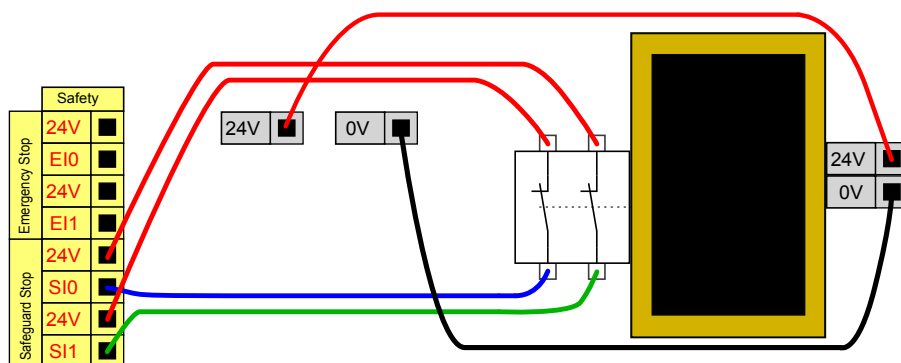 Safety
Emergency Stop
24V
EI0
24V
EI1
Safeguard Stop
24V
SI0
24V
SI1
24V
0V
24V
0V